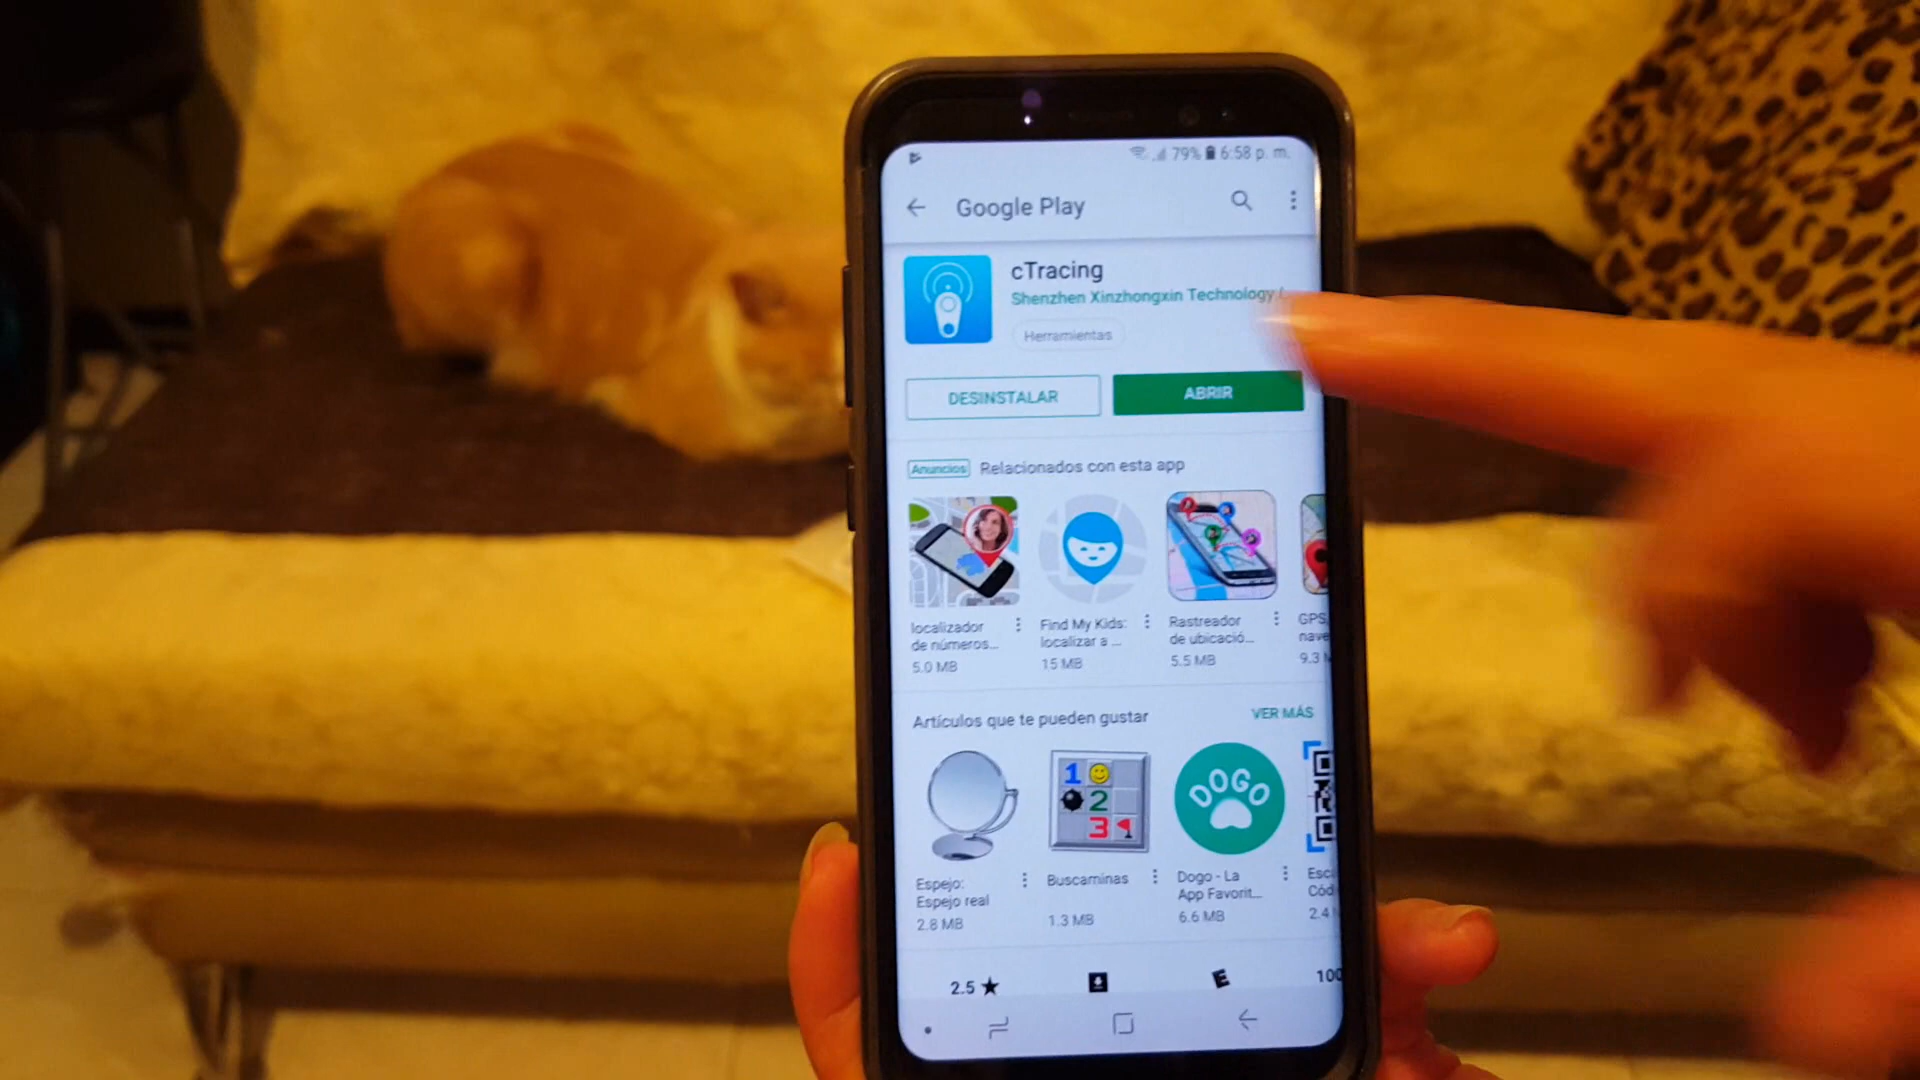 79% 6:58 p. m.
Google Play
cTracing
Shenzhen Xinzhongxin Technology
Herramientas
DESINSTALAR
ABRIR
Anuncios Relacionados con esta app
localizador
de números...
5.0 MB
Find My Kids:
localizar a ...
15 MB
Rastreador
de ubicació...
5.5 MB
GPS,
nave
9.3
Artículos que te pueden gustar
VER MÁS
1
2
3
DOGO
Espejo:
Espejo real
2.8 MB
Buscaminas
1.3 MB
Dogo - La
App Favorit...
6.6 MB
Esc
Cód
2.4
2.5 ★
E
100